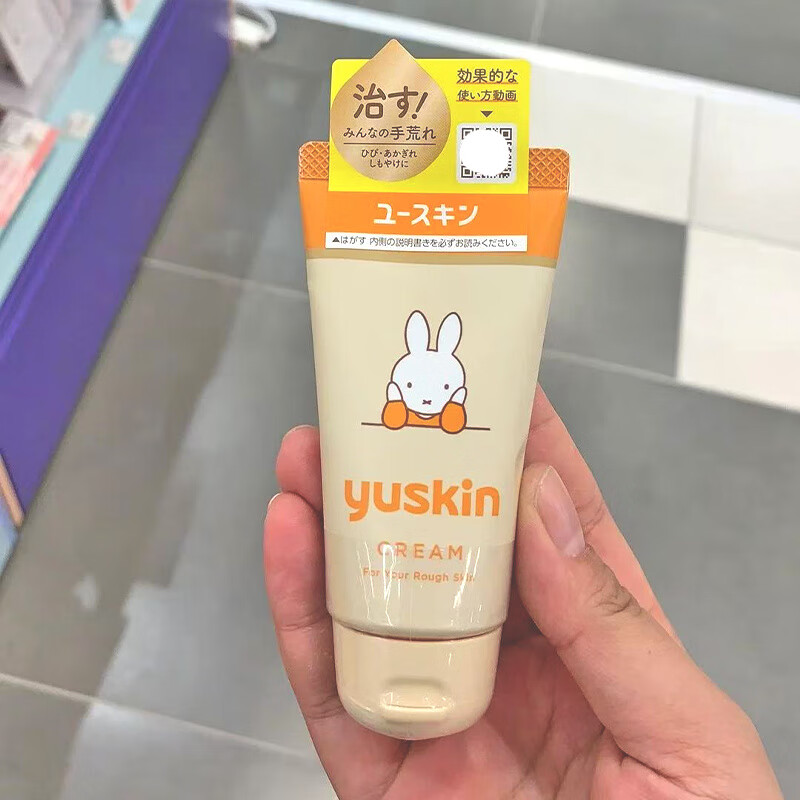 治す!
みんなの手荒れ
ひび・あかぎれ
しもやけに
効果的な
使い方動画
ユースキン
▲はがす 内側の説明書きを必ずお読みください。
yuskin
CREAM
For Your Rough Skin